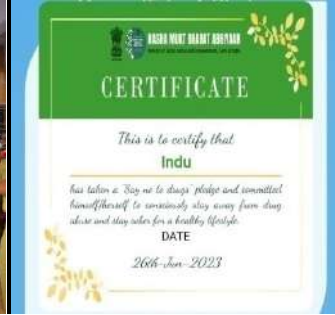 NASHA MUKT BHARAT ABHIYAAN
CERTIFICATE
This is to certify that
Indu
has taken a 'Say no to drugs' pledge and committed
himself/herself to consciously stay away from drug
abuse and stay sober for a healthy lifestyle.
DATE
26th-Jun-2023